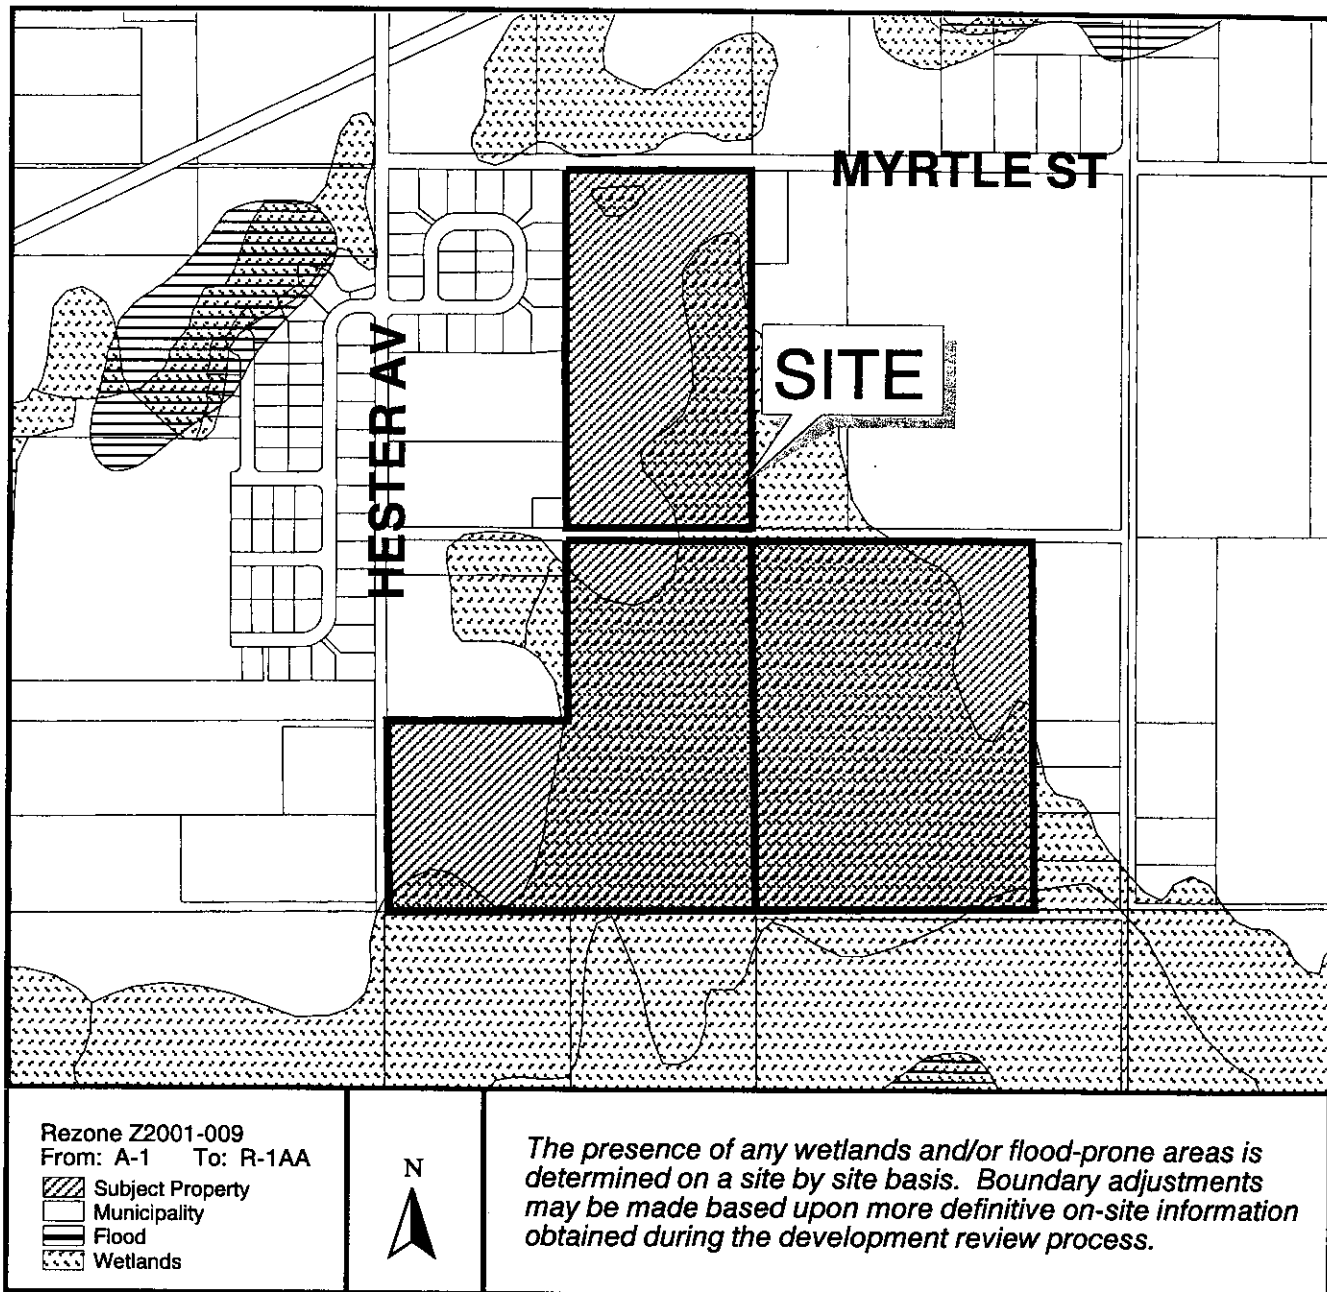 MYRTLE ST
SITE
HESTER AV
Rezone Z2001-009
From: A-1 To: R-1AA
Subject Property
Municipality
Flood
Wetlands
N
The presence of any wetlands and/or flood-prone areas is
determined on a site by site basis. Boundary adjustments
may be made based upon more definitive on-site information
obtained during the development review process.